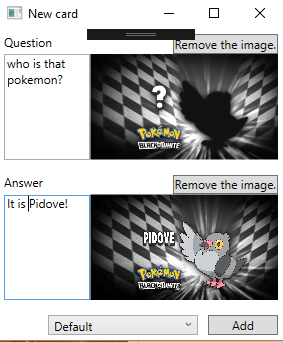 New card
Question
Remove the image.
who is that
pokemon?
?
POKéMON
BLACK & WHITE
Answer
Remove the image.
It is Pidove!
PIDOVE
POKéMON
BLACK & WHITE
Default
Add